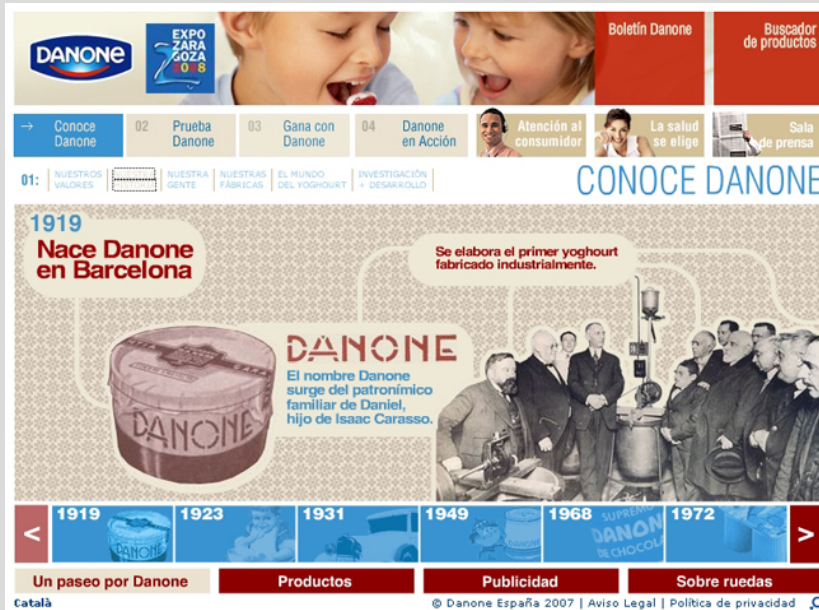 DANONE
EXPO
ZARA
GOZA
2008
Boletín Danone
Buscador
de productos
→ Conoce
Danone
02 Prueba
Danone
03 Gana con
Danone
04 Danone
en Acción
Atención al
consumidor
La salud
se elige
Sala
de prensa
01:
NUESTROS
VALORES
NUESTRA
GENTE
NUESTRAS
FÁBRICAS
EL MUNDO
DEL YOGHOURT
INVESTIGACIÓN
+ DESARROLLO
CONOCE DANONE
1919
Nace Danone
en Barcelona
Se elabora el primer yoghourt
fabricado industrialmente.
DANONE
El nombre Danone
surge del patronímico
familiar de Daniel,
hijo de Isaac Carasso.
DANONE
<
1919
DANONE
1923
1931
1949
1968
SUPREMO
DANONE
DE CHOCOLA
1972
>
Un paseo por Danone
Productos
Publicidad
Sobre ruedas
Català
© Danone España 2007 | Aviso Legal | Política de privacidad